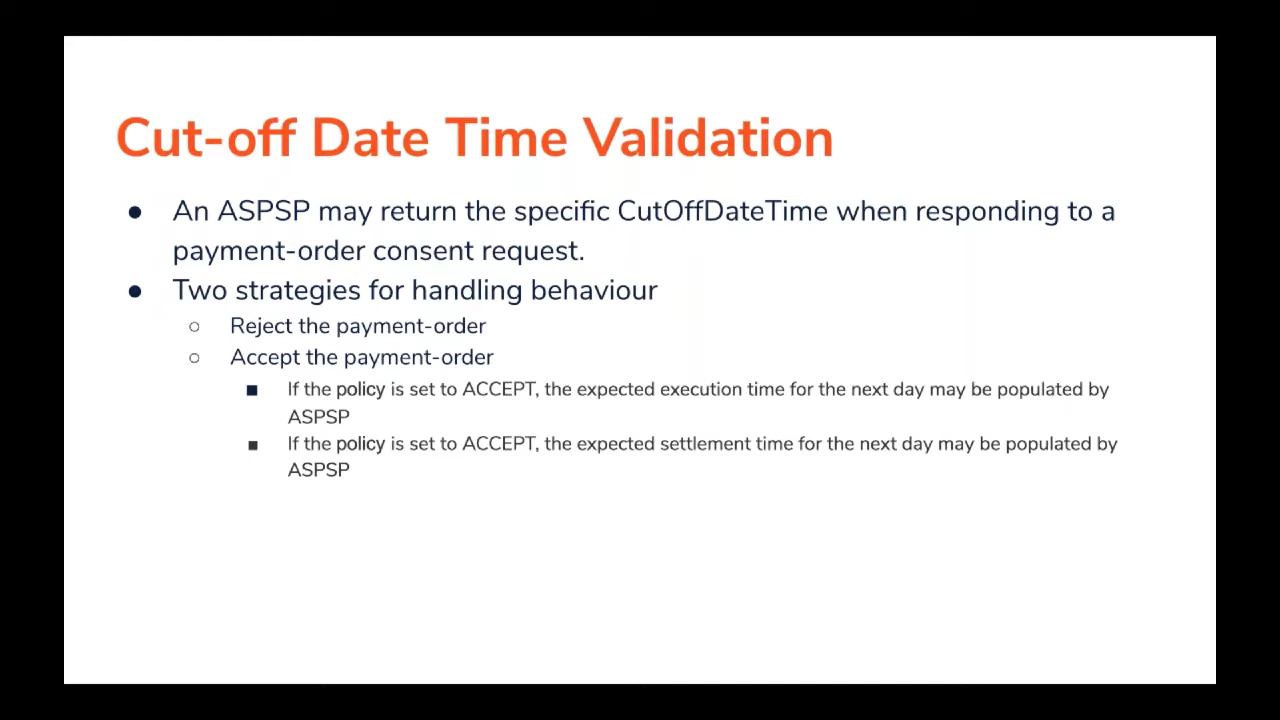 Cut-off Date Time Validation
● An ASPSP may return the specific CutOffDateTime when responding to a
payment-order consent request.
● Two strategies for handling behaviour
○ Reject the payment-order
○ Accept the payment-order
■ If the policy is set to ACCEPT, the expected execution time for the next day may be populated by
ASPSP
■ If the policy is set to ACCEPT, the expected settlement time for the next day may be populated by
ASPSP